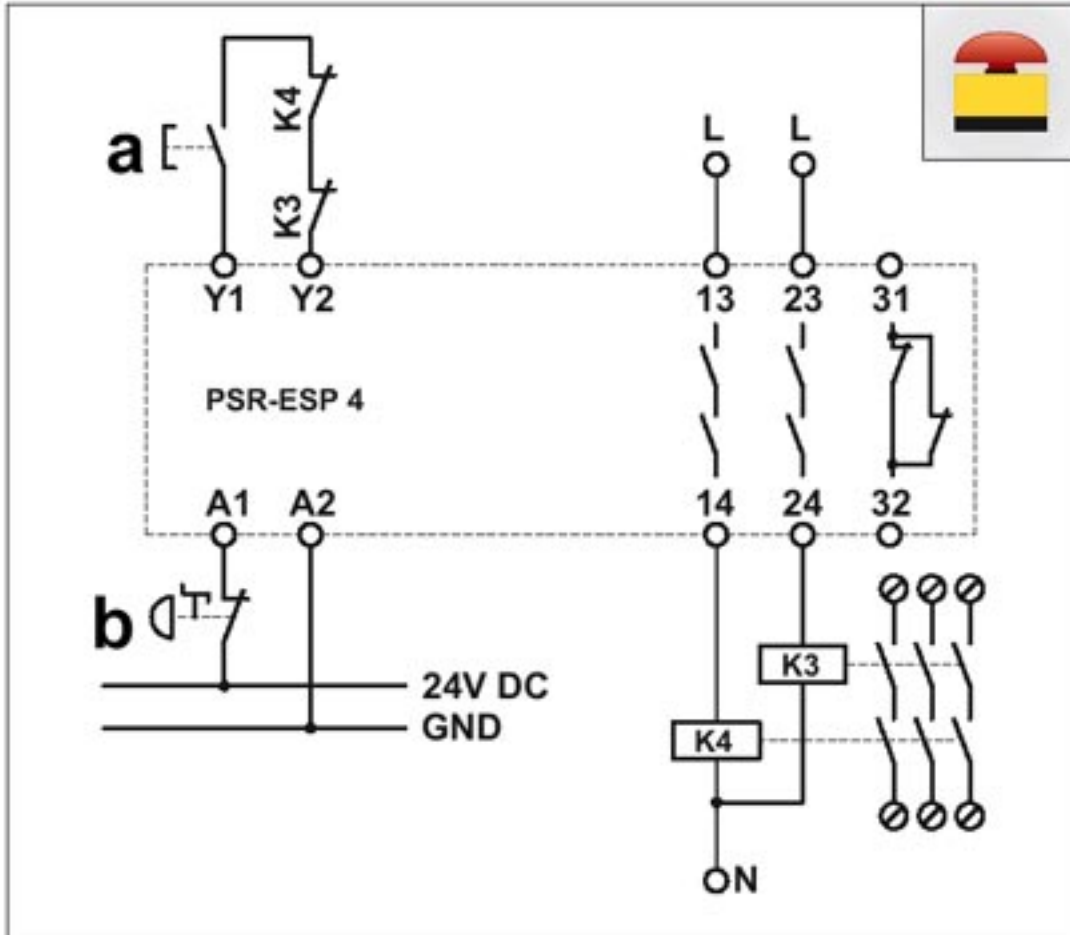 K4
a
L L
K3
Y1 Y2 13 23 31
PSR-ESP 4
A1 A2 14 24 32
b
K3
24V DC
GND
K4
N